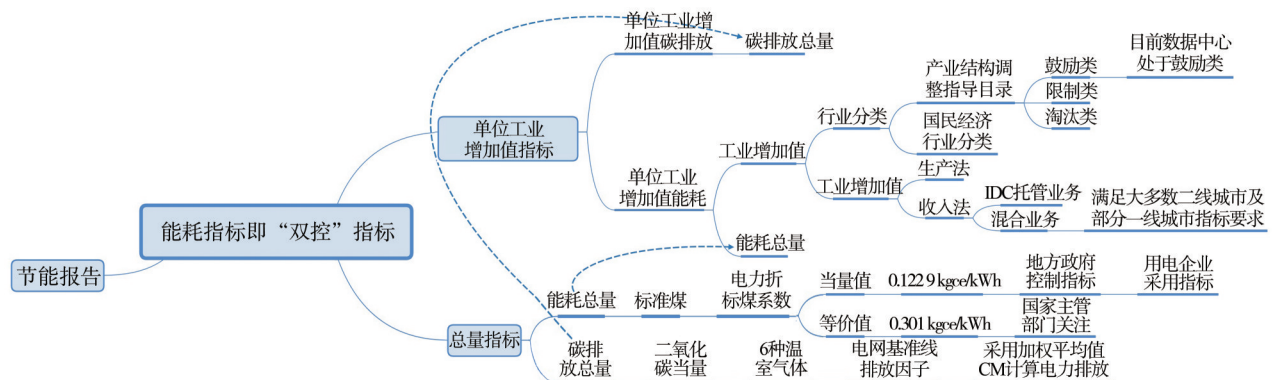 节能报告
能耗指标即“双控”指标
单位工业
增加值指标
单位工业增
加值碳排放
碳排放总量
单位工业
增加值能耗
工业增加值
行业分类
产业结构调
整指导目录
鼓励类
目前数据中心
处于鼓励类
限制类
淘汰类
国民经济
行业分类
工业增加值
生产法
收入法
IDC托管业务
混合业务
满足大多数二线城市及
部分一线城市指标要求
能耗总量
总量指标
能耗总量
标准煤
电力折
标煤系数
当量值
0.122 9 kgce/kWh
地方政府
控制指标
用电企业
采用指标
等价值
0.301 kgce/kWh
国家主管
部门关注
碳排
放总量
二氧化
碳当量
6种温
室气体
电网基准线
排放因子
采用加权平均值
CM计算电力排放